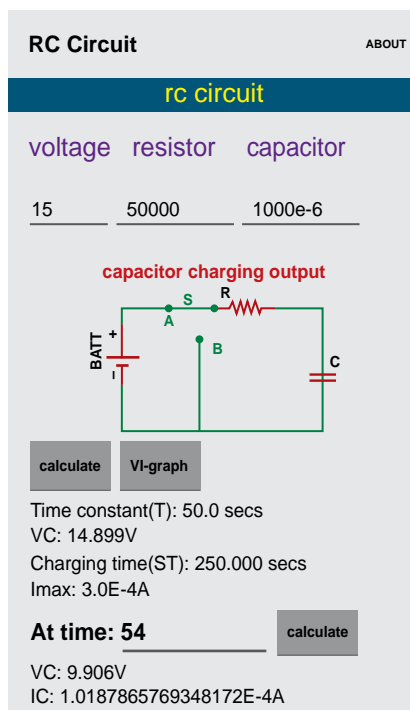 RC Circuit ABOUT
rc circuit
voltage resistor capacitor
15 50000 1000e-6
capacitor charging output
S R
A
+
BATT B C
–
calculate VI-graph
Time constant(T): 50.0 secs
VC: 14.899V
Charging time(ST): 250.000 secs
Imax: 3.0E-4A
At time: 54 calculate
VC: 9.906V
IC: 1.0187865769348172E-4A